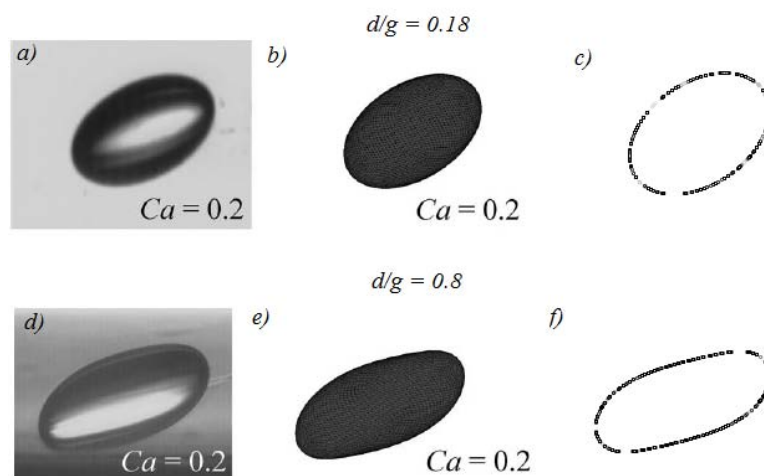 d/g = 0.18
a)
b)
c)
Ca = 0.2
Ca = 0.2
d/g = 0.8
d)
e)
f)
Ca = 0.2
Ca = 0.2